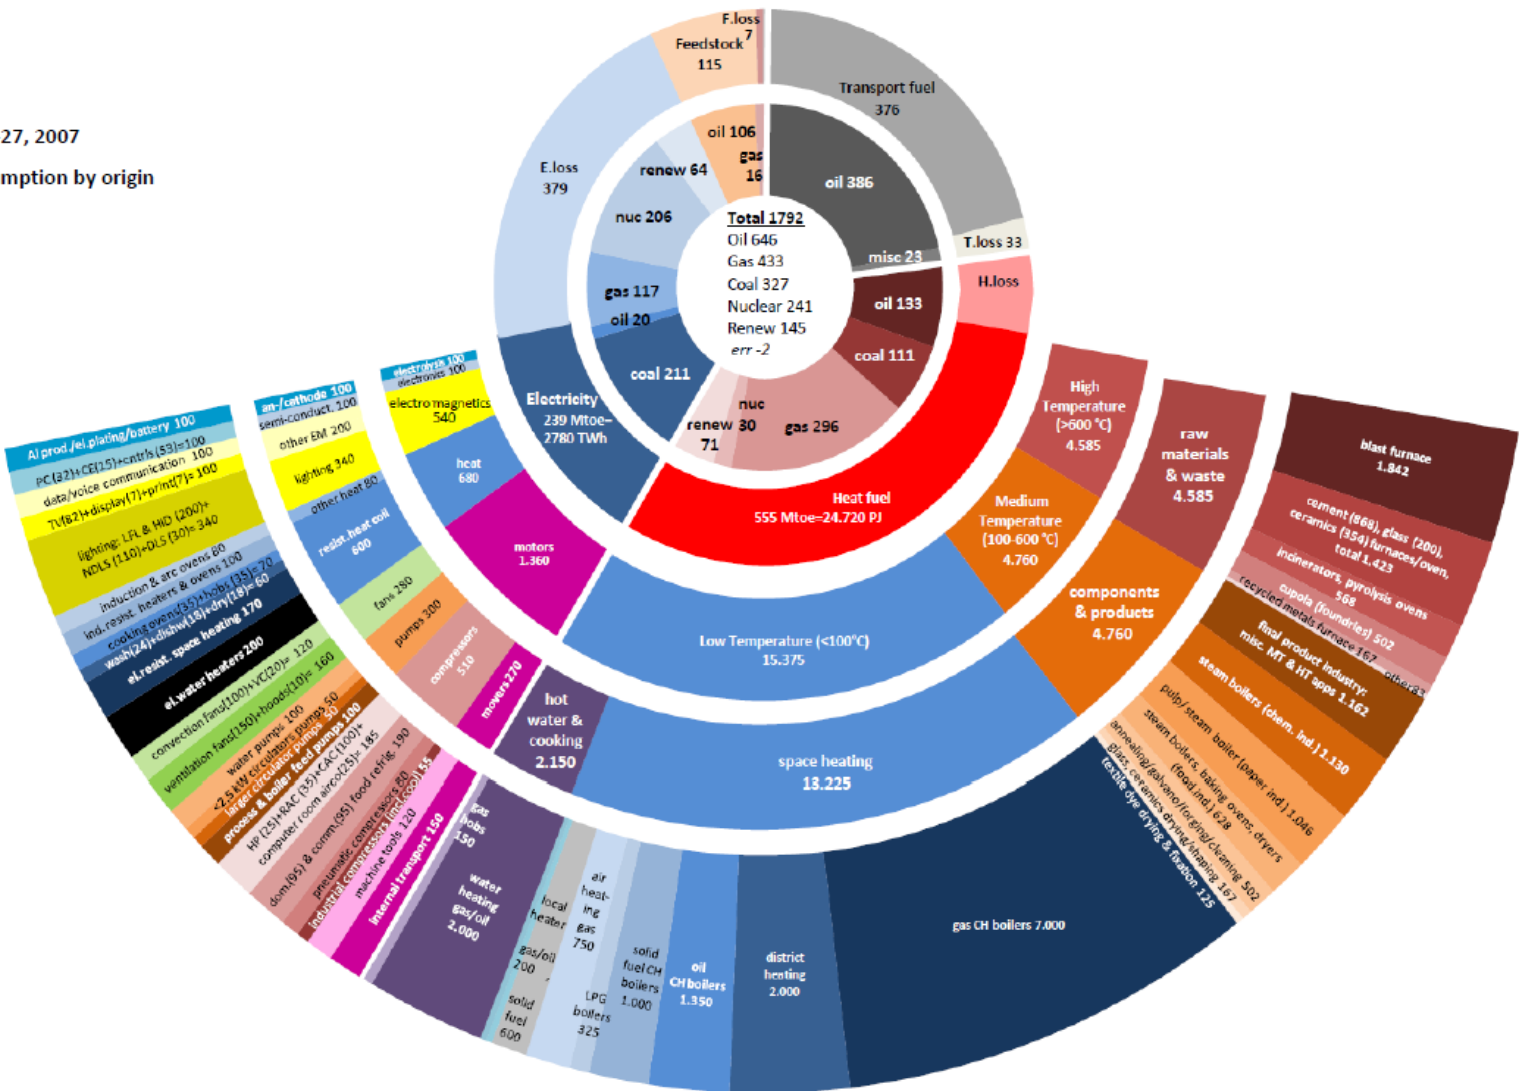 27, 2007
mption by origin
F.loss
7
Feedstock
115
Transport fuel
376
E.loss
379
T.loss 33
H.loss
oil 106
gas
16
renew 64
nuc 206
gas 117
oil 20
coal 211
oil 386
misc 23
oil 133
coal 111
gas 296
nuc
30
renew
71
Total 1792
Oil 646
Gas 433
Coal 327
Nuclear 241
Renew 145
err -2
Electricity
239 Mtoe=
2780 TWh
Heat fuel
555 Mtoe=24.720 PJ
electrolysis 100
electronics 100
electro magnetics
540
heat
680
motors
1.360
Low Temperature (<100°C)
15.375
Medium
Temperature
(100-600 °C)
4.760
High
Temperature
(>600 °C)
4.585
an-/cathode 100
semi-conduct. 100
other EM 200
lighting 340
other heat 80
resist. heat coil
600
fans 280
pumps 300
compressors
510
movers 270
hot
water &
cooking
2.150
space heating
13.225
components
& products
4.760
raw
materials
& waste
4.585
Al prod./el.plating/battery 100
PC (32)+CE(15)+cntrls (53)=100
data/voice communication 100
TV(82)+display(7)+print(7)= 100
lighting: LFL & HID (200)+
NDLS (110)+DLS (30)= 340
induction & arc ovens 80
ind. resist. heaters & ovens 100
cooking ovens(35)+hobs (35)= 70
wash(24)+dishw(18)+dry(18)= 60
el.resist. space heating 170
el.water heaters 200
convection fans(100)+VC(20)= 120
ventilation fans(150)+hoods(10)= 160
water pumps 100
<2.5 kW circulators pumps 50
larger circulator pumps 50
process & boiler feed pumps 100
HP (25)+RAC (35)+CAC (100)+
computer room airco(25)= 185
dom.(95) & comm.(95) food refrig. 190
pneumatic compressors 80
industrial compressors (incl. cool) 55
machine tools 120
internal transport 150
gas
hobs
150
water
heating
gas/oil
2.000
local
heater
gas/oil
200
solid
fuel
600
air
heat-
ing
gas
750
LPG
boilers
325
solid
fuel CH
boilers
1.000
oil
CH boilers
1.350
district
heating
2.000
gas CH boilers 7.000
textile dye drying & fixation 125
glass, ceramics drying/shaping 167
annealing/galvano/forging/cleaning 502
steam boilers, baking ovens, dryers
(food.ind.) 628
pulp/ steam boiler (paper ind.) 1.046
steam boilers (chem. ind.) 2.130
final product industry:
misc. MT & HT apps 1.162
recycled metals furnace 167
other 83
cupola (foundries) 502
incinerators, pyrolysis ovens
568
cement (868), glass (200),
ceramics (354) furnaces/oven,
total 1.423
blast furnace
1.842